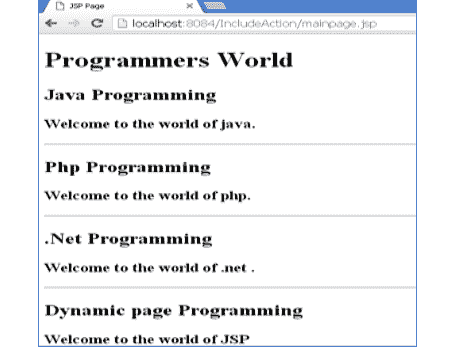 JSP Page
localhost:8084/IncludeAction/mainpage.jsp
Programmers World
Java Programming
Welcome to the world of java.
Php Programming
Welcome to the world of php.
.Net Programming
Welcome to the world of .net .
Dynamic page Programming
Welcome to the world of JSP